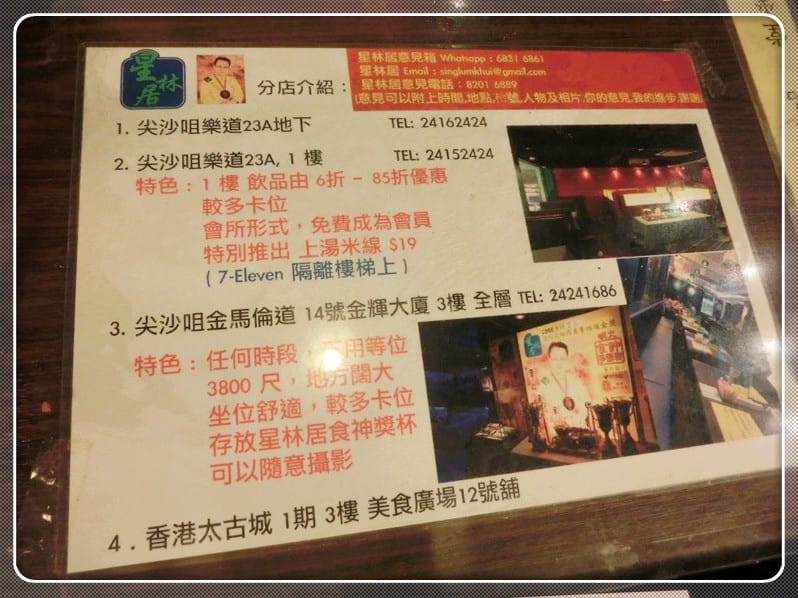 星林居
分店介紹：
星林居意見箱 Whatsapp : 6831 6861
星林居 Email : singlumkhui@gmail.com
星林居意見電話 : 8201 6889
(意見可以附上時間,地點,號,人物及相片,你的意見,我的進步,謝謝
1. 尖沙咀樂道23A地下 TEL: 24162424
2. 尖沙咀樂道23A, 1 樓 TEL: 24152424
特色：1 樓 飲品由 6折 – 85折優惠
較多卡位
會所形式，免費成為會員
特別推出 上湯米線 $19
( 7-Eleven 隔離樓梯上 )
3. 尖沙咀金馬倫道 14號金輝大廈 3樓 全層 TEL: 24241686
特色：任何時段，用等位
3800 尺，地方闊大
坐位舒適，較多卡位
存放星林居食神獎杯
可以隨意攝影
4 . 香港太古城 1期 3樓 美食廣場12號舖